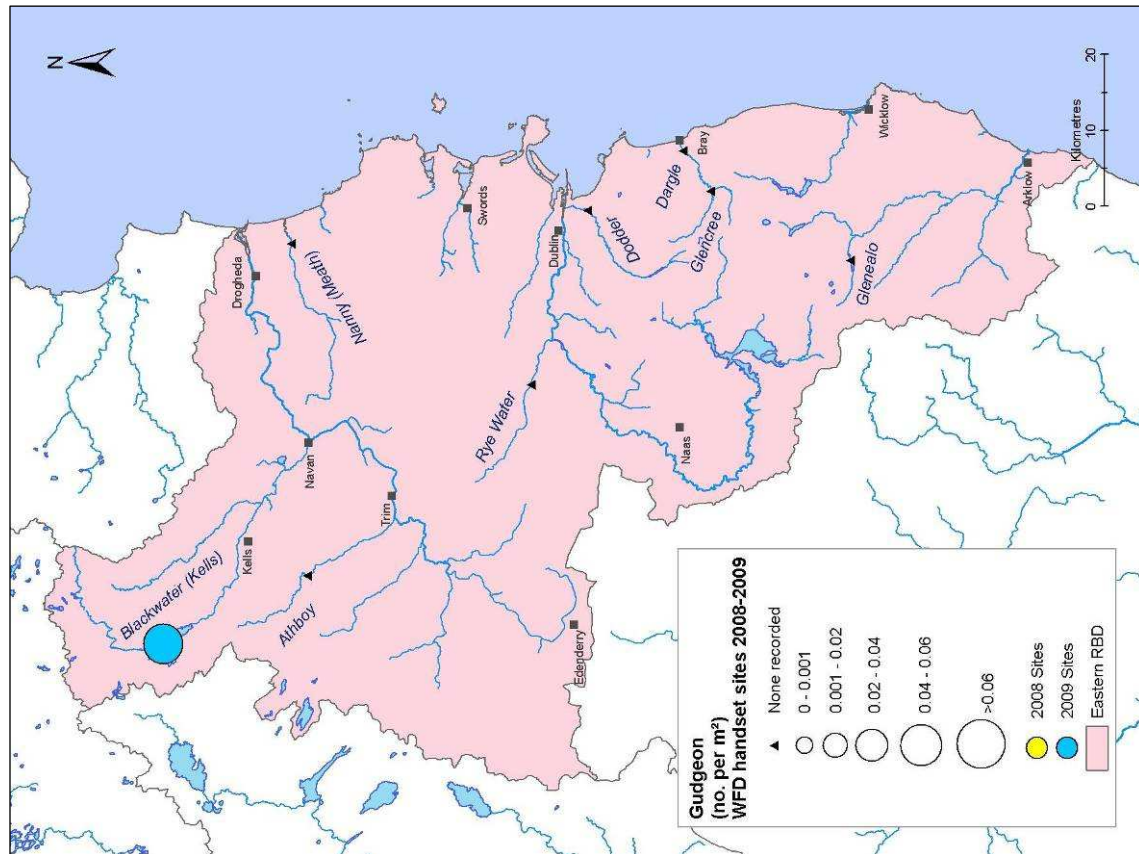 N
Drogheda
Nanny (Meath)
Blackwater (Kells)
Navan
Kells
Trim
Athboy
Swords
Rye Water
Dublin
Dodder
Edenderry
Naas
Bray
Dargle
Glencree
Wicklow
Glenealo
Arklow
0 10 20
Kilometres
Gudgeon
(no. per m²)
WFD handset sites 2008-2009
None recorded
0 - 0.001
0.001 - 0.02
0.02 - 0.04
0.04 - 0.06
>0.06
2008 Sites
2009 Sites
Eastern RBD